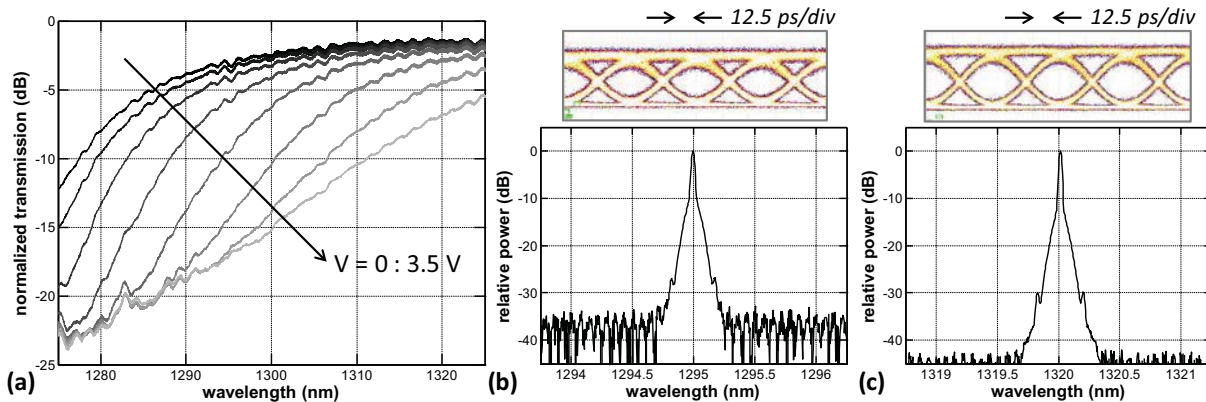 12.5 ps/div
12.5 ps/div
normalized transmission (dB)
0
-5
-10
-15
-20
-25
V = 0 : 3.5 V
1280 1290 1300 1310 1320
wavelength (nm)
(a)
relative power (dB)
0
-10
-20
-30
-40
1294 1294.5 1295 1295.5 1296
wavelength (nm)
(b)
relative power (dB)
0
-10
-20
-30
-40
1319 1319.5 1320 1320.5 1321
wavelength (nm)
(c)